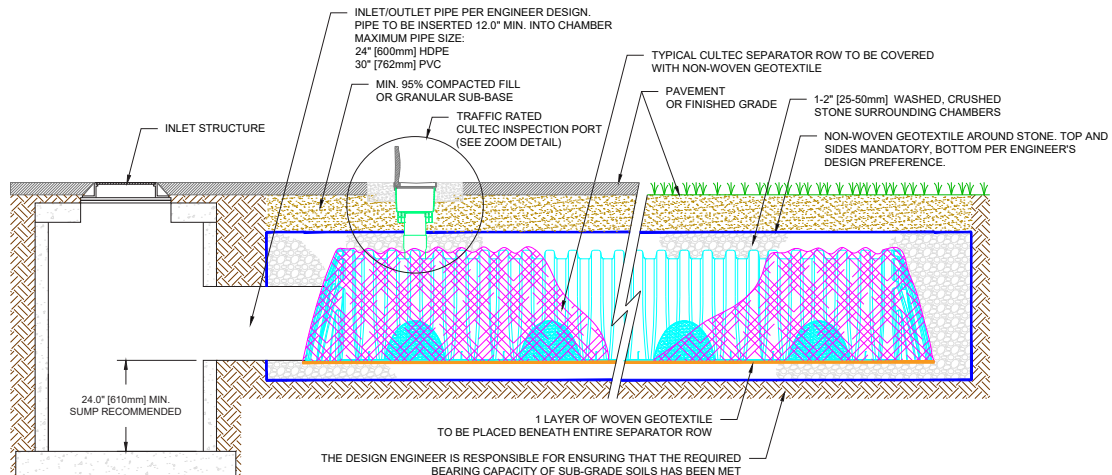 INLET/OUTLET PIPE PER ENGINEER DESIGN.
PIPE TO BE INSERTED 12.0" MIN. INTO CHAMBER
MAXIMUM PIPE SIZE:
24" [600mm] HDPE
30" [762mm] PVC
TYPICAL CULTEC SEPARATOR ROW TO BE COVERED
WITH NON-WOVEN GEOTEXTILE
MIN. 95% COMPACTED FILL
OR GRANULAR SUB-BASE
PAVEMENT
OR FINISHED GRADE
1-2" [25-50mm] WASHED, CRUSHED
STONE SURROUNDING CHAMBERS
INLET STRUCTURE
TRAFFIC RATED
CULTEC INSPECTION PORT
(SEE ZOOM DETAIL)
NON-WOVEN GEOTEXTILE AROUND STONE. TOP AND
SIDES MANDATORY, BOTTOM PER ENGINEER'S
DESIGN PREFERENCE.
24.0" [610mm] MIN.
SUMP RECOMMENDED
1 LAYER OF WOVEN GEOTEXTILE
TO BE PLACED BENEATH ENTIRE SEPARATOR ROW
THE DESIGN ENGINEER IS RESPONSIBLE FOR ENSURING THAT THE REQUIRED
BEARING CAPACITY OF SUB-GRADE SOILS HAS BEEN MET